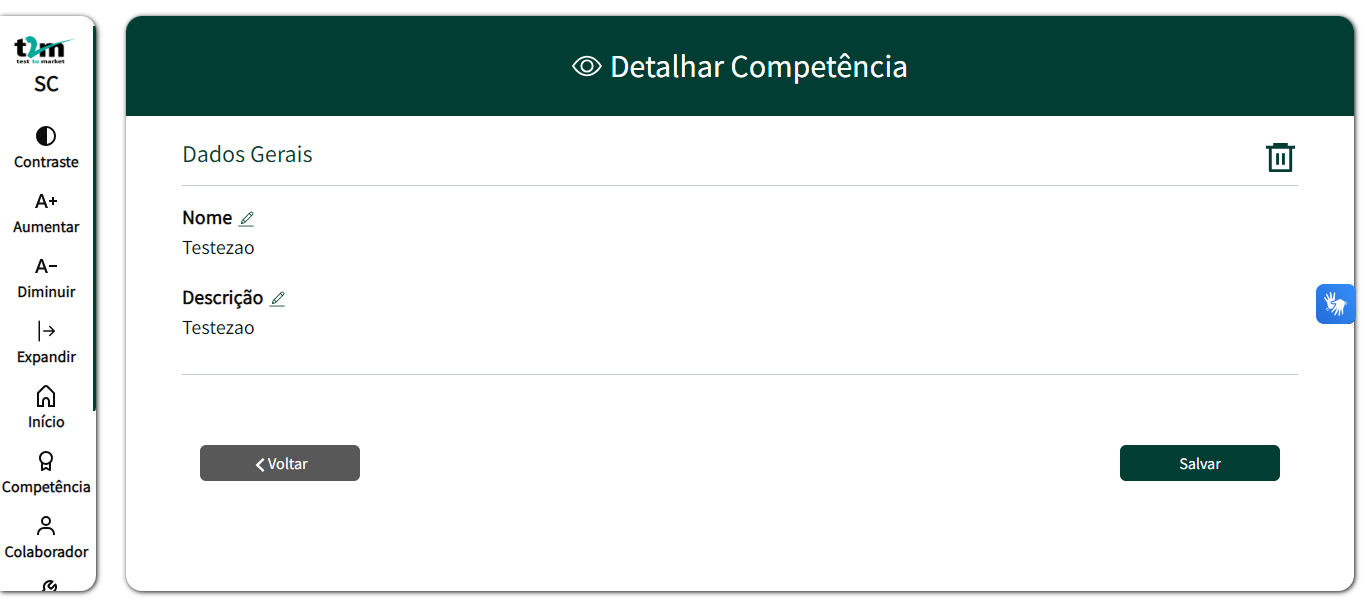 t2m
test to market
SC
Contraste
A+
Aumentar
A-
Diminuir
Expandir
Início
Competência
Colaborador
Detalhar Competência
Dados Gerais
Nome
Testezao
Descrição
Testezao
Voltar
Salvar